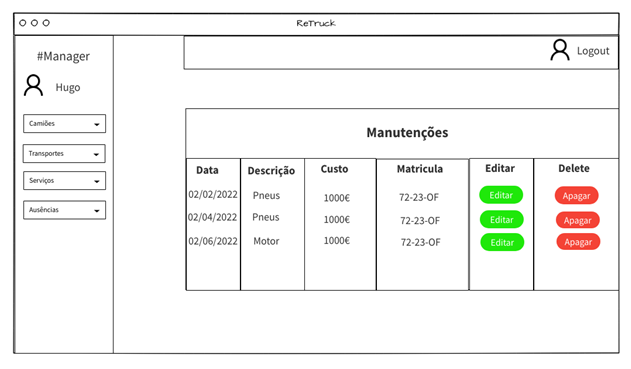 ReTruck
#Manager
Hugo
Camiões
Transportes
Serviços
Ausências
Logout
Manutenções
Data Descrição Custo Matricula Editar Delete
02/02/2022 Pneus 1000€ 72-23-OF Editar Apagar
02/04/2022 Pneus 1000€ 72-23-OF Editar Apagar
02/06/2022 Motor 1000€ 72-23-OF Editar Apagar